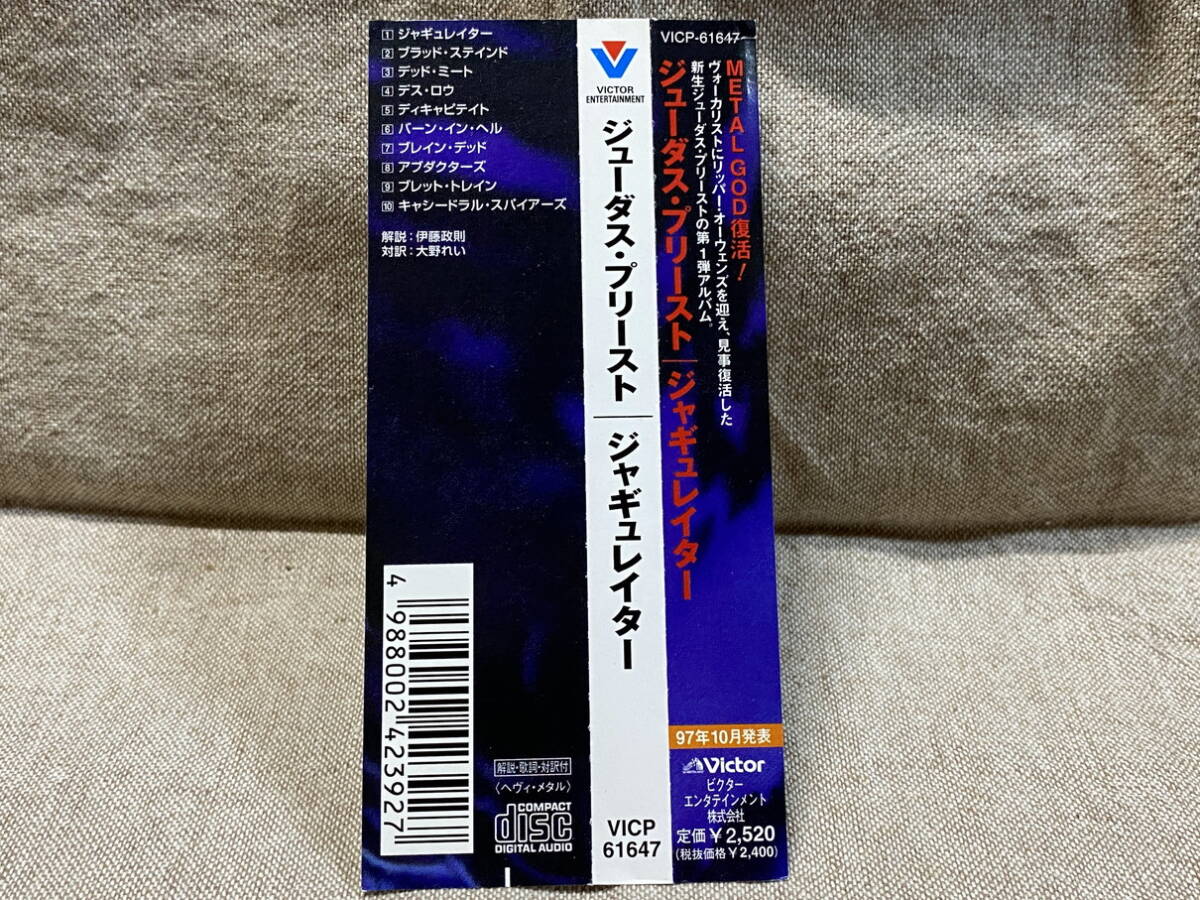 1 ジャギュレイター
2 ブラッド・ステインド
3 デッド・ミート
4 デス・ロウ
5 ディキャピテイト
6 バーン・イン・ヘル
7 ブレイン・デッド
8 アブダクターズ
9 ブレット・トレイン
10 キャシードラル・スパイアーズ
解説：伊藤政則
対訳：大野れい
4 988002 423927
解説・歌詞・対訳付
〈ヘヴィ・メタル〉
COMPACT
disc
DIGITAL AUDIO
VICTOR
ENTERTAINMENT
ジューダス・プリースト
ジャギュレイター
VICP
61647
VICP-61647
METAL GOD復活！
ヴォーカリストにリッパー・オーウェンズを迎え、見事復活した
新生ジューダス・プリーストの第1弾アルバム。
ジューダス・プリースト
ジャギュレイター
97年10月発表
Victor
ビクター
エンタテインメント
株式会社
定価￥2,520
(税抜価格￥2,400)